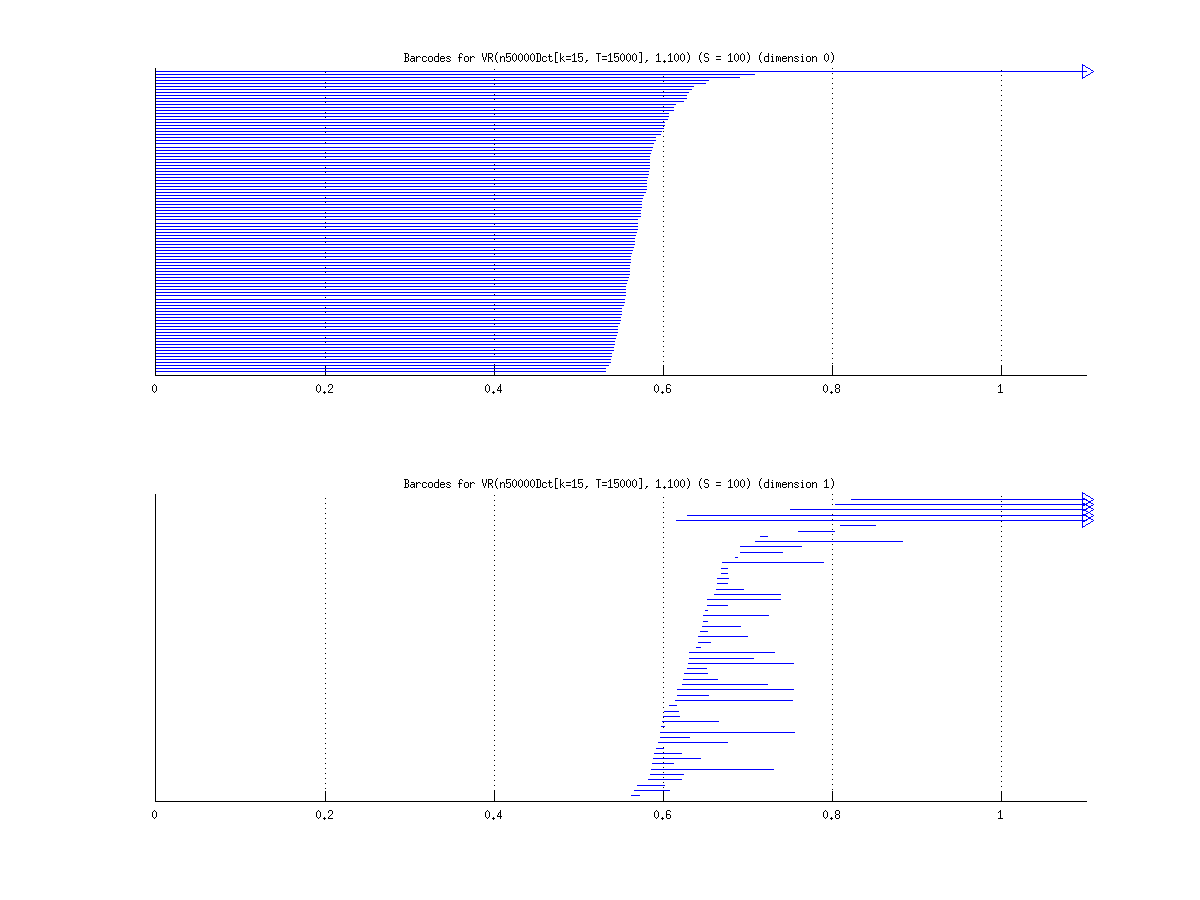 Barcodes for VR(n50000Dct[k=15, T=15000], 1.100) (S = 100) (dimension 0)
0 0.2 0.4 0.6 0.8 1
Barcodes for VR(n50000Dct[k=15, T=15000], 1.100) (S = 100) (dimension 1)
0 0.2 0.4 0.6 0.8 1